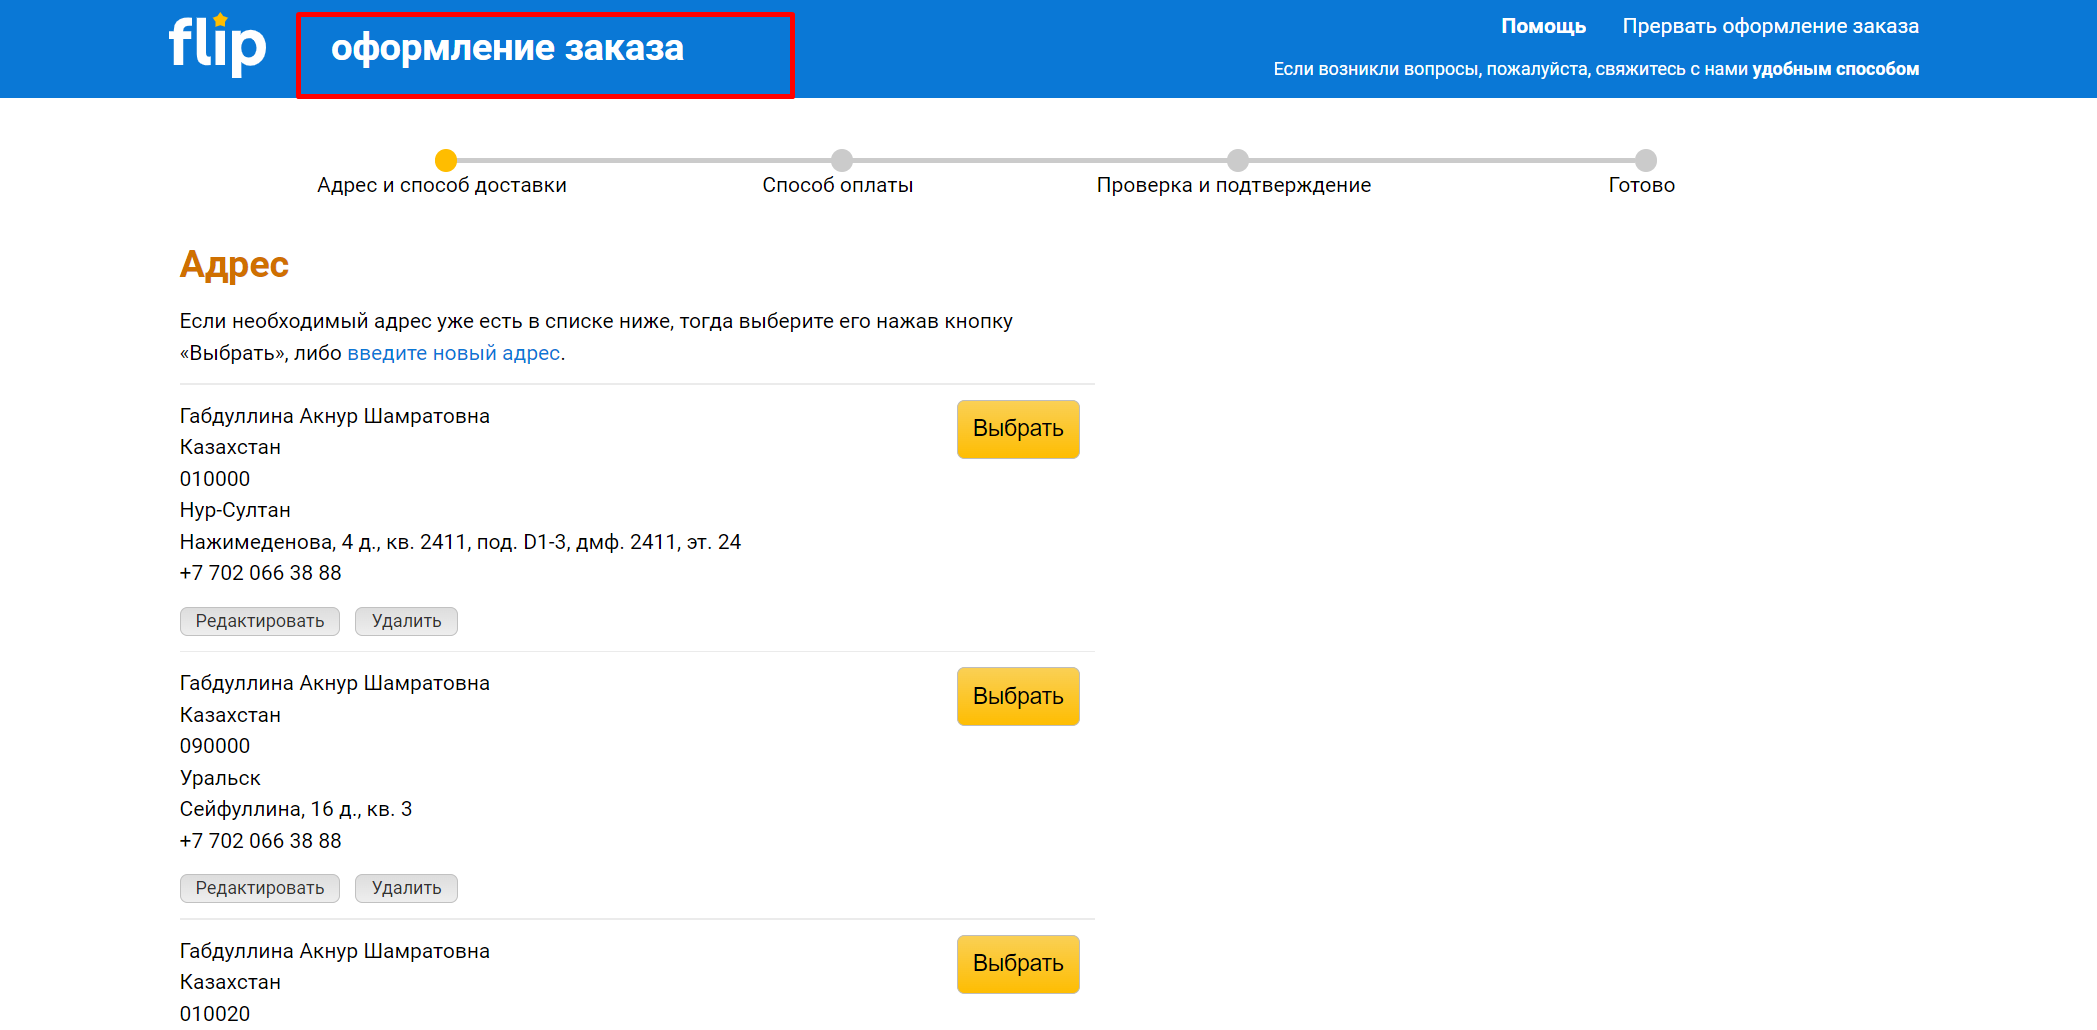 flip
оформление заказа
Помощь Прервать оформление заказа
Если возникли вопросы, пожалуйста, свяжитесь с нами удобным способом
Адрес и способ доставки
Способ оплаты
Проверка и подтверждение
Готово
Адрес
Если необходимый адрес уже есть в списке ниже, тогда выберите его нажав кнопку
«Выбрать», либо введите новый адрес.
Габдуллина Акнур Шамратовна
Выбрать
Казахстан
010000
Нур-Султан
Нажимеденова, 4 д., кв. 2411, под. D1-3, дмф. 2411, эт. 24
+7 702 066 38 88
Редактировать Удалить
Габдуллина Акнур Шамратовна
Выбрать
Казахстан
090000
Уральск
Сейфуллина, 16 д., кв. 3
+7 702 066 38 88
Редактировать Удалить
Габдуллина Акнур Шамратовна
Выбрать
Казахстан
010020